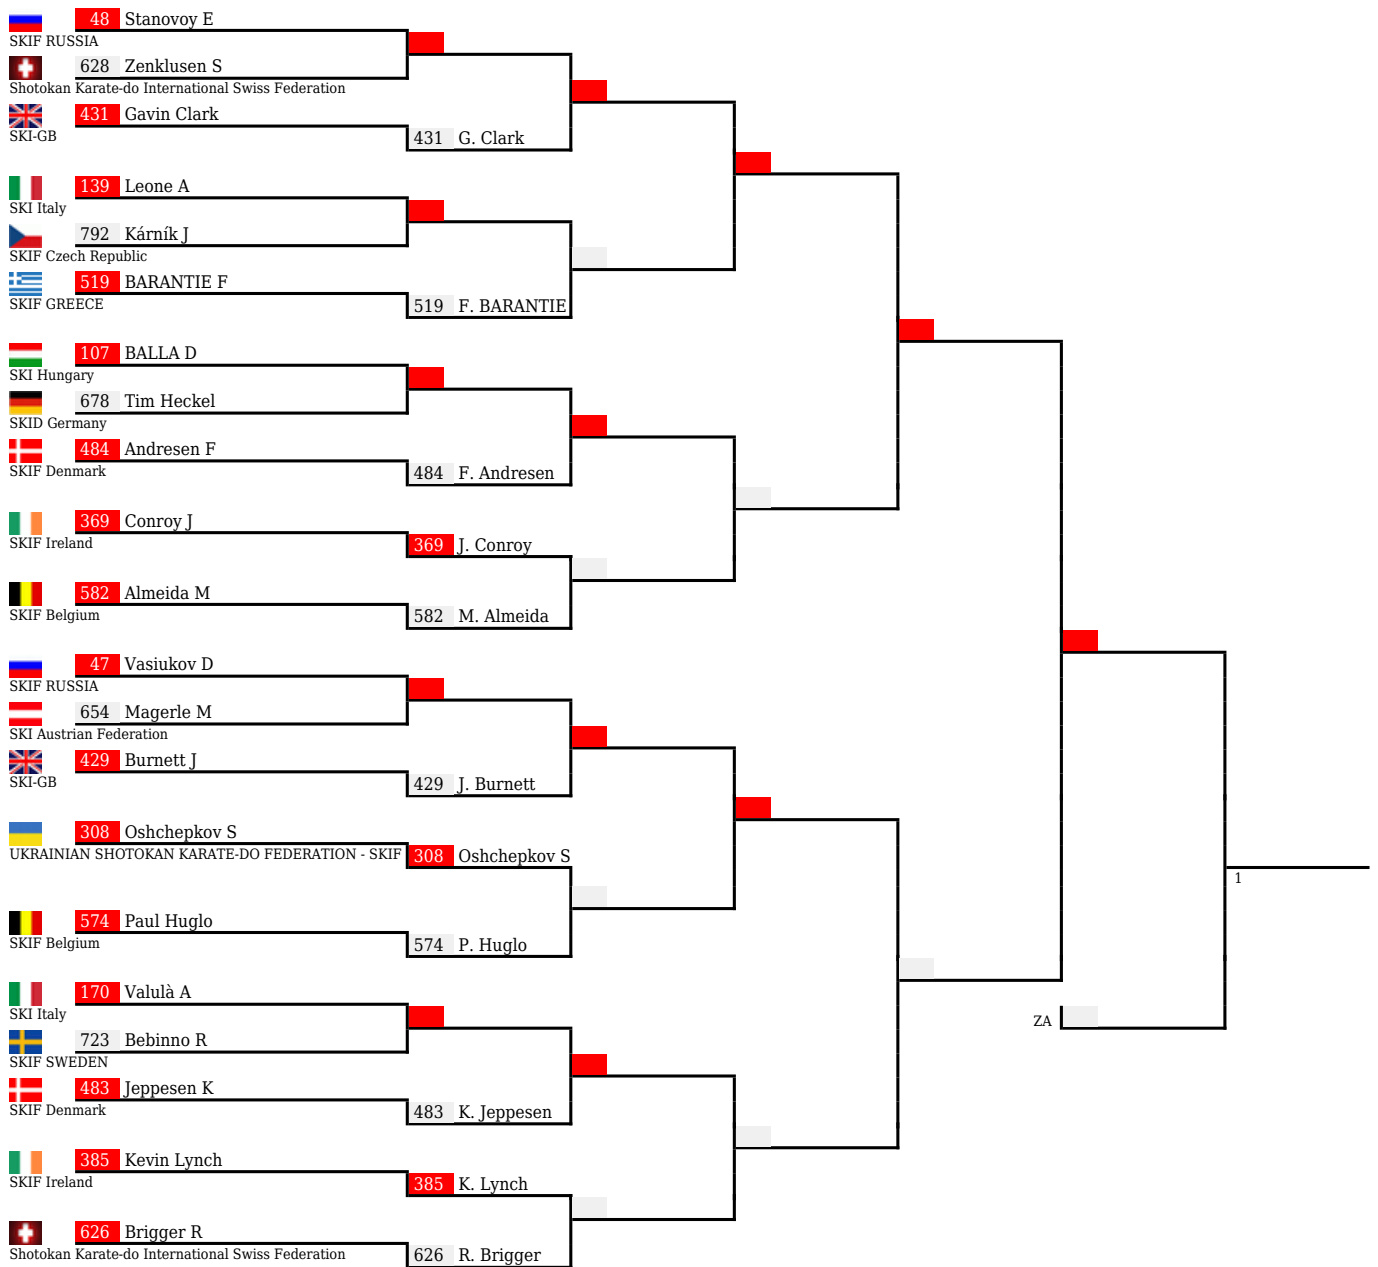 48 Stanovoy E
SKIF RUSSIA
628 Zenklusen S
Shotokan Karate-do International Swiss Federation
431 Gavin Clark
SKI-GB
431 G. Clark
139 Leone A
SKI Italy
792 Kárník J
SKIF Czech Republic
519 BARANTIE F
SKIF GREECE
519 F. BARANTIE
107 BALLA D
SKI Hungary
678 Tim Heckel
SKID Germany
484 Andresen F
SKIF Denmark
484 F. Andresen
369 Conroy J
SKIF Ireland
369 J. Conroy
582 Almeida M
SKIF Belgium
582 M. Almeida
47 Vasiukov D
SKIF RUSSIA
654 Magerle M
SKI Austrian Federation
429 Burnett J
SKI-GB
429 J. Burnett
308 Oshchepkov S
UKRAINIAN SHOTOKAN KARATE-DO FEDERATION - SKIF
308 Oshchepkov S
1
574 Paul Huglo
SKIF Belgium
574 P. Huglo
170 Valulà A
SKI Italy
ZA
723 Bebinno R
SKIF SWEDEN
483 Jeppesen K
SKIF Denmark
483 K. Jeppesen
385 Kevin Lynch
SKIF Ireland
385 K. Lynch
626 Brigger R
Shotokan Karate-do International Swiss Federation
626 R. Brigger